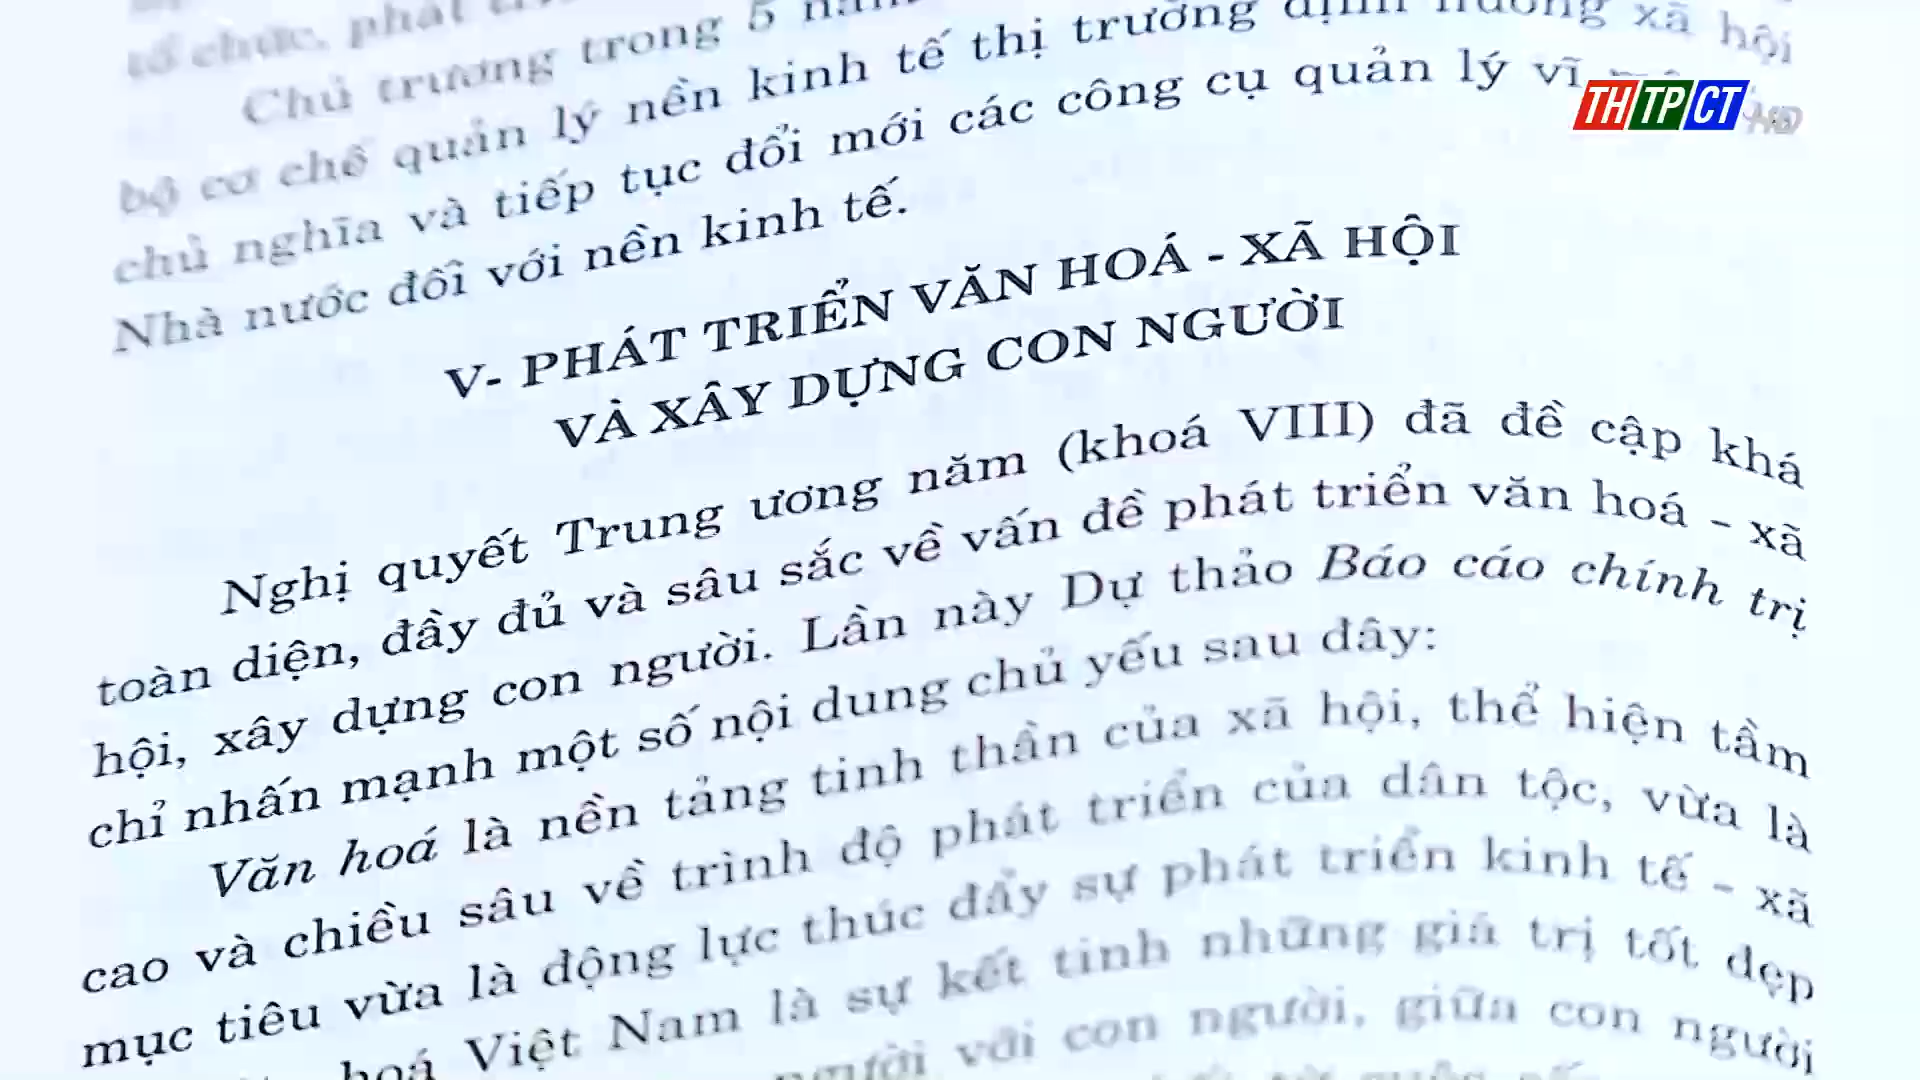 tổ chức, phát
Chủ trương trong 5 năm
bộ cơ chế quản lý nền kinh tế thị trường định hướng xã hội
chủ nghĩa và tiếp tục đổi mới các công cụ quản lý vĩ
Nhà nước đối với nền kinh tế.
V- PHÁT TRIỂN VĂN HOÁ - XÃ HỘI
VÀ XÂY DỰNG CON NGƯỜI
Nghị quyết Trung ương năm (khoá VIII) đã đề cập khá
toàn diện, đầy đủ và sâu sắc về vấn đề phát triển văn hoá - xã
hội, xây dựng con người. Lần này Dự thảo Báo cáo chính trị
chỉ nhấn mạnh một số nội dung chủ yếu sau đây:
Văn hoá là nền tảng tinh thần của xã hội, thể hiện tầm
cao và chiều sâu về trình độ phát triển của dân tộc, vừa là
mục tiêu vừa là động lực thúc đẩy sự phát triển kinh tế - xã
hoá Việt Nam là sự kết tinh những giá trị tốt đẹp
người với con người, giữa con người
THTPCT HD